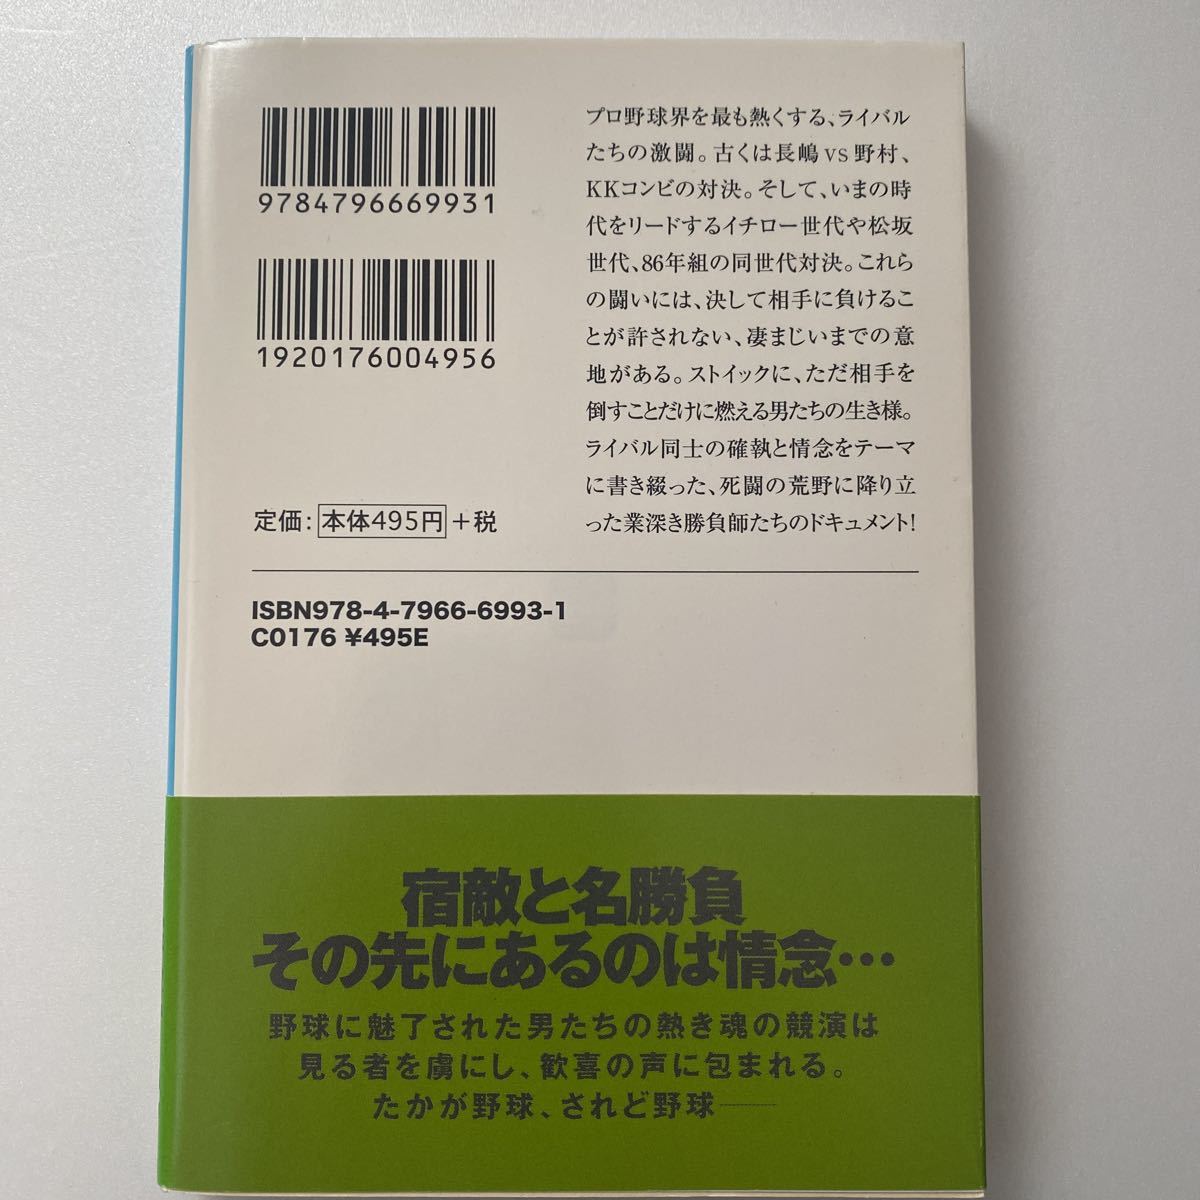 9784796669931
1920176004956
プロ野球界を最も熱くする、ライバル
たちの激闘。古くは長嶋vs野村、
KKコンビの対決。そして、いまの時
代をリードするイチロー世代や松坂
世代、86年組の同世代対決。これら
の闘いには、決して相手に負けるこ
とが許されない、凄まじいまでの意
地がある。ストイックに、ただ相手を
倒すことだけに燃える男たちの生き様。
ライバル同士の確執と情念をテーマ
に書き綴った、死闘の荒野に降り立
った業深き勝負師たちのドキュメント!
定価:本体495円+税
ISBN978-4-7966-6993-1
C0176 ¥495E
宿敵と名勝負
その先にあるのは情念…
野球に魅了された男たちの熱き魂の競演は
見る者を虜にし、歓喜の声に包まれる。
たかが野球、されど野球――